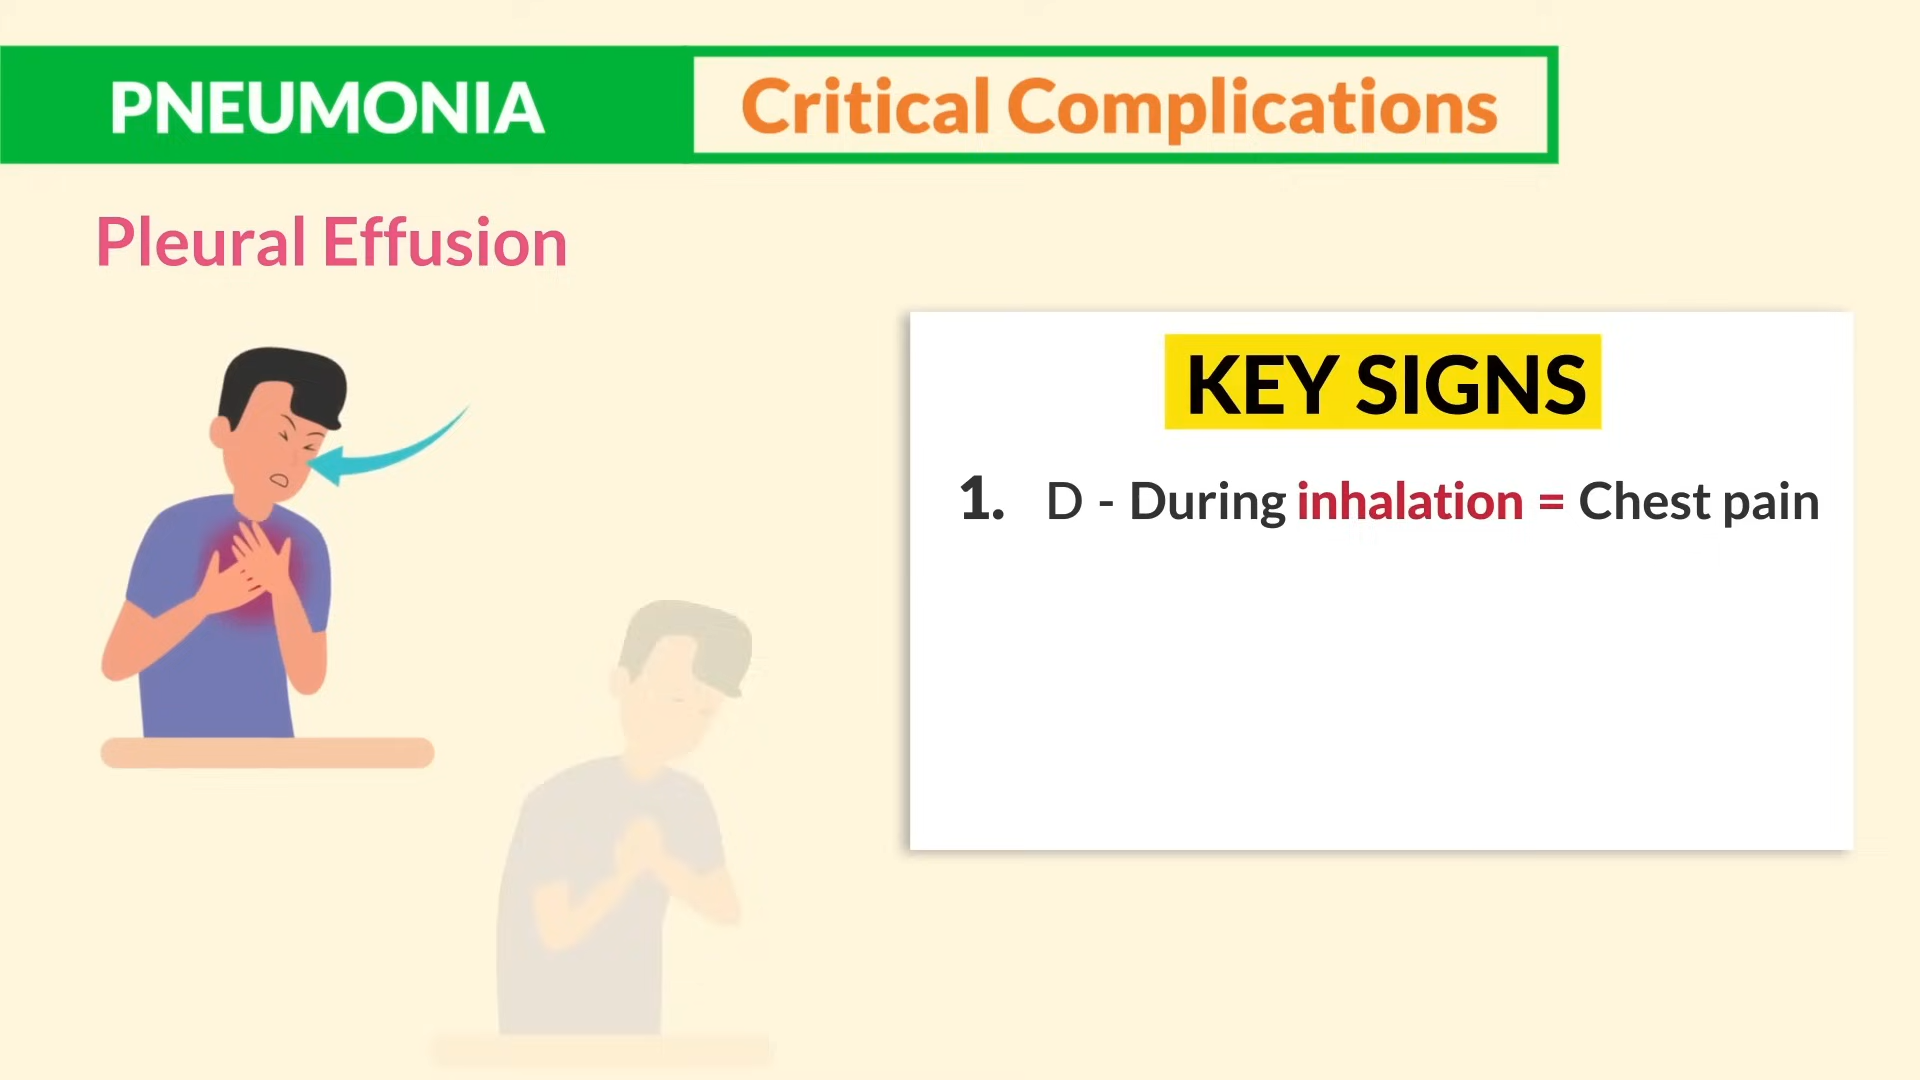 PNEUMONIA
Critical Complications
Pleural Effusion
KEY SIGNS
1. D - During inhalation = Chest pain